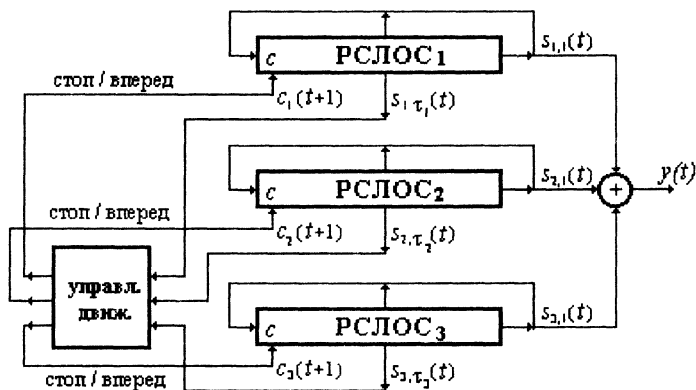 s₁,₁(t)
c РСЛОС₁
стоп / вперед
c₁(t+1) s₁,τ₁(t)
s₂,₁(t) y(t)
c РСЛОС₂ +
стоп / вперед
c₂(t+1) s₂,τ₂(t)
управл.
движ.
s₃,₁(t)
c РСЛОС₃
c₃(t+1) s₃,τ₃(t)
стоп / вперед